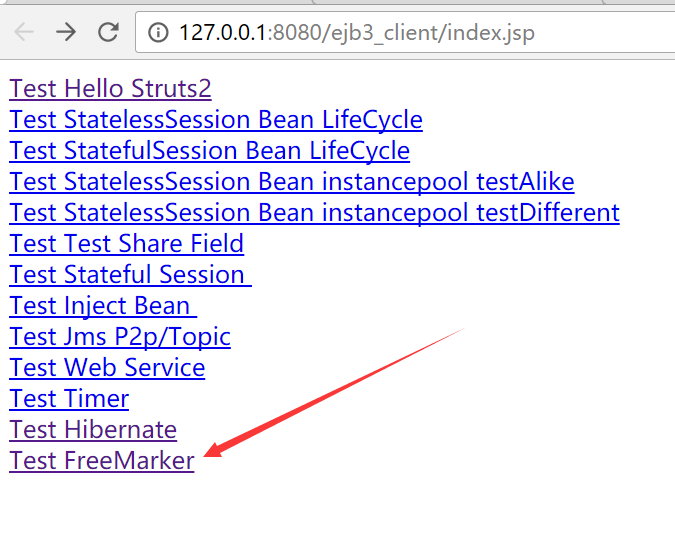 127.0.0.1:8080/ejb3_client/index.jsp
Test Hello Struts2
Test StatelessSession Bean LifeCycle
Test StatefulSession Bean LifeCycle
Test StatelessSession Bean instancepool testAlike
Test StatelessSession Bean instancepool testDifferent
Test Test Share Field
Test Stateful Session
Test Inject Bean
Test Jms P2p/Topic
Test Web Service
Test Timer
Test Hibernate
Test FreeMarker